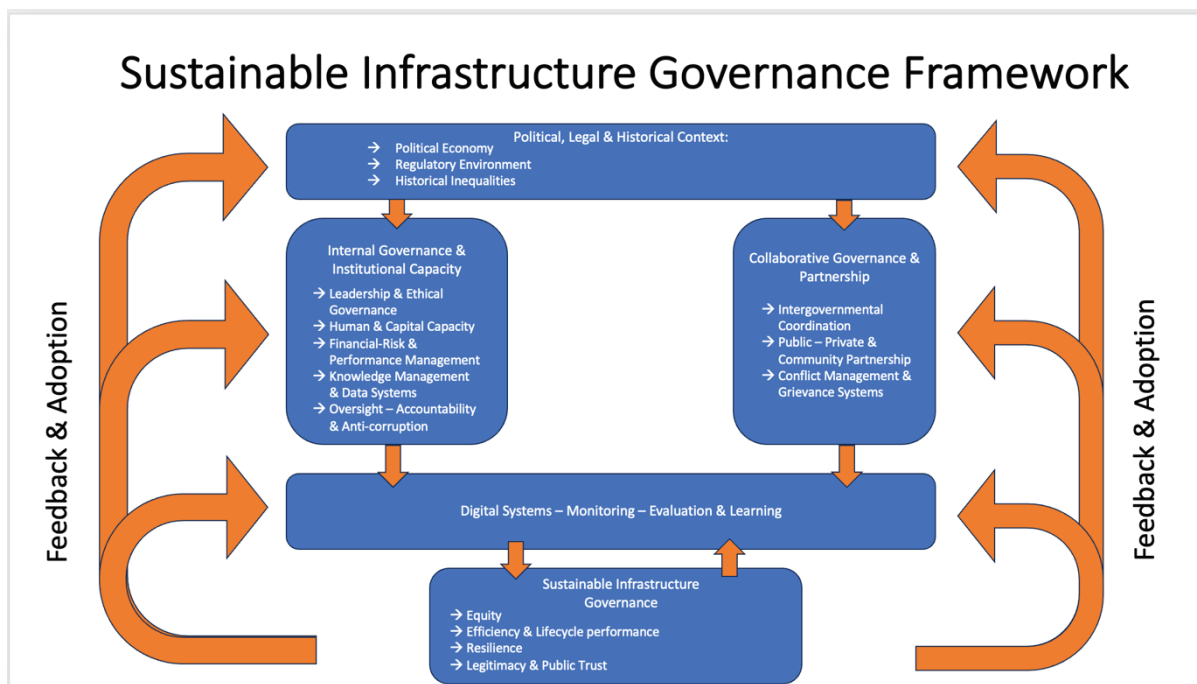 Sustainable Infrastructure Governance Framework
Political, Legal & Historical Context:
→ Political Economy
→ Regulatory Environment
→ Historical Inequalities
Internal Governance &
Institutional Capacity
→ Leadership & Ethical
Governance
→ Human & Capital Capacity
→ Financial-Risk &
Performance Management
→ Knowledge Management
& Data Systems
→ Oversight – Accountability
& Anti-corruption
Collaborative Governance &
Partnership
→ Intergovernmental
Coordination
→ Public – Private &
Community Partnership
→ Conflict Management &
Grievance Systems
Feedback & Adoption
Feedback & Adoption
Digital Systems – Monitoring – Evaluation & Learning
Sustainable Infrastructure
Governance
→ Equity
→ Efficiency & Lifecycle performance
→ Resilience
→ Legitimacy & Public Trust